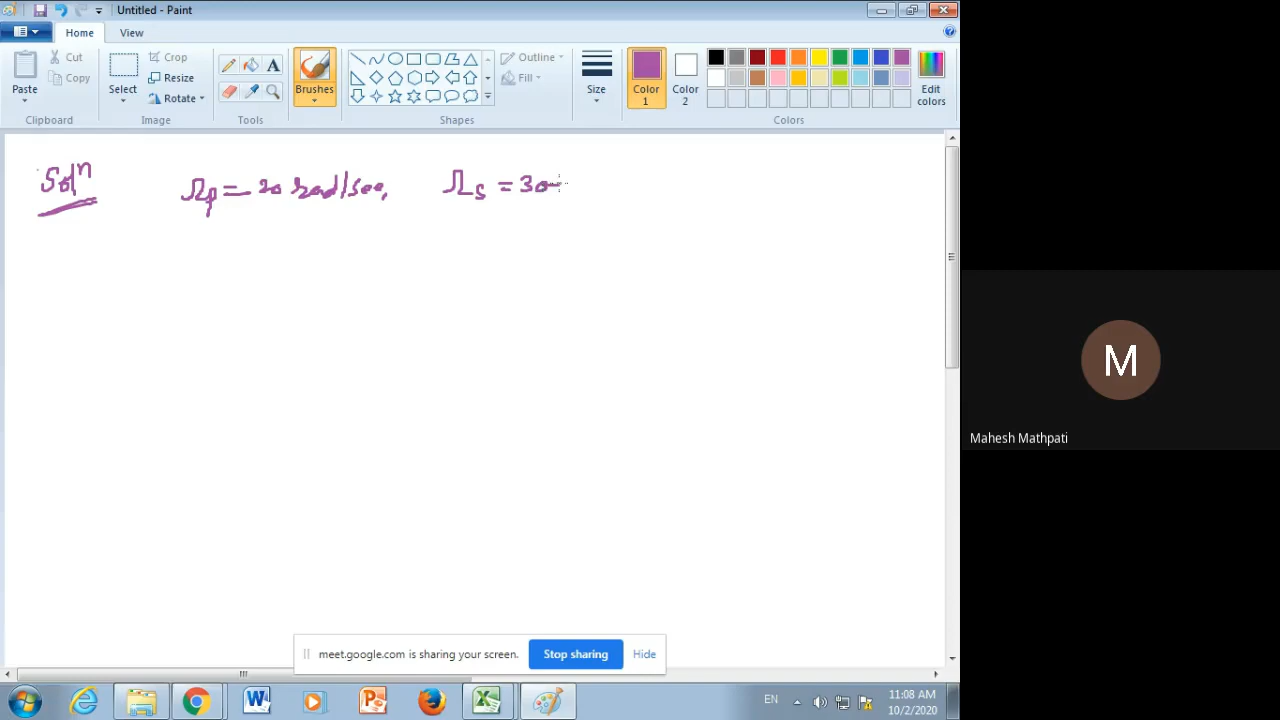 Untitled - Paint
Home View
Paste
Cut
Copy
Clipboard
Select
Crop
Resize
Rotate
Image
Tools
Brushes
Outline
Fill
Shapes
Size
Color 1
Color 2
Edit colors
Colors
Solⁿ Ωp = 20 rad/sec, Ωs = 30
M
Mahesh Mathpati
meet.google.com is sharing your screen. Stop sharing Hide
EN 11:08 AM
10/2/2020